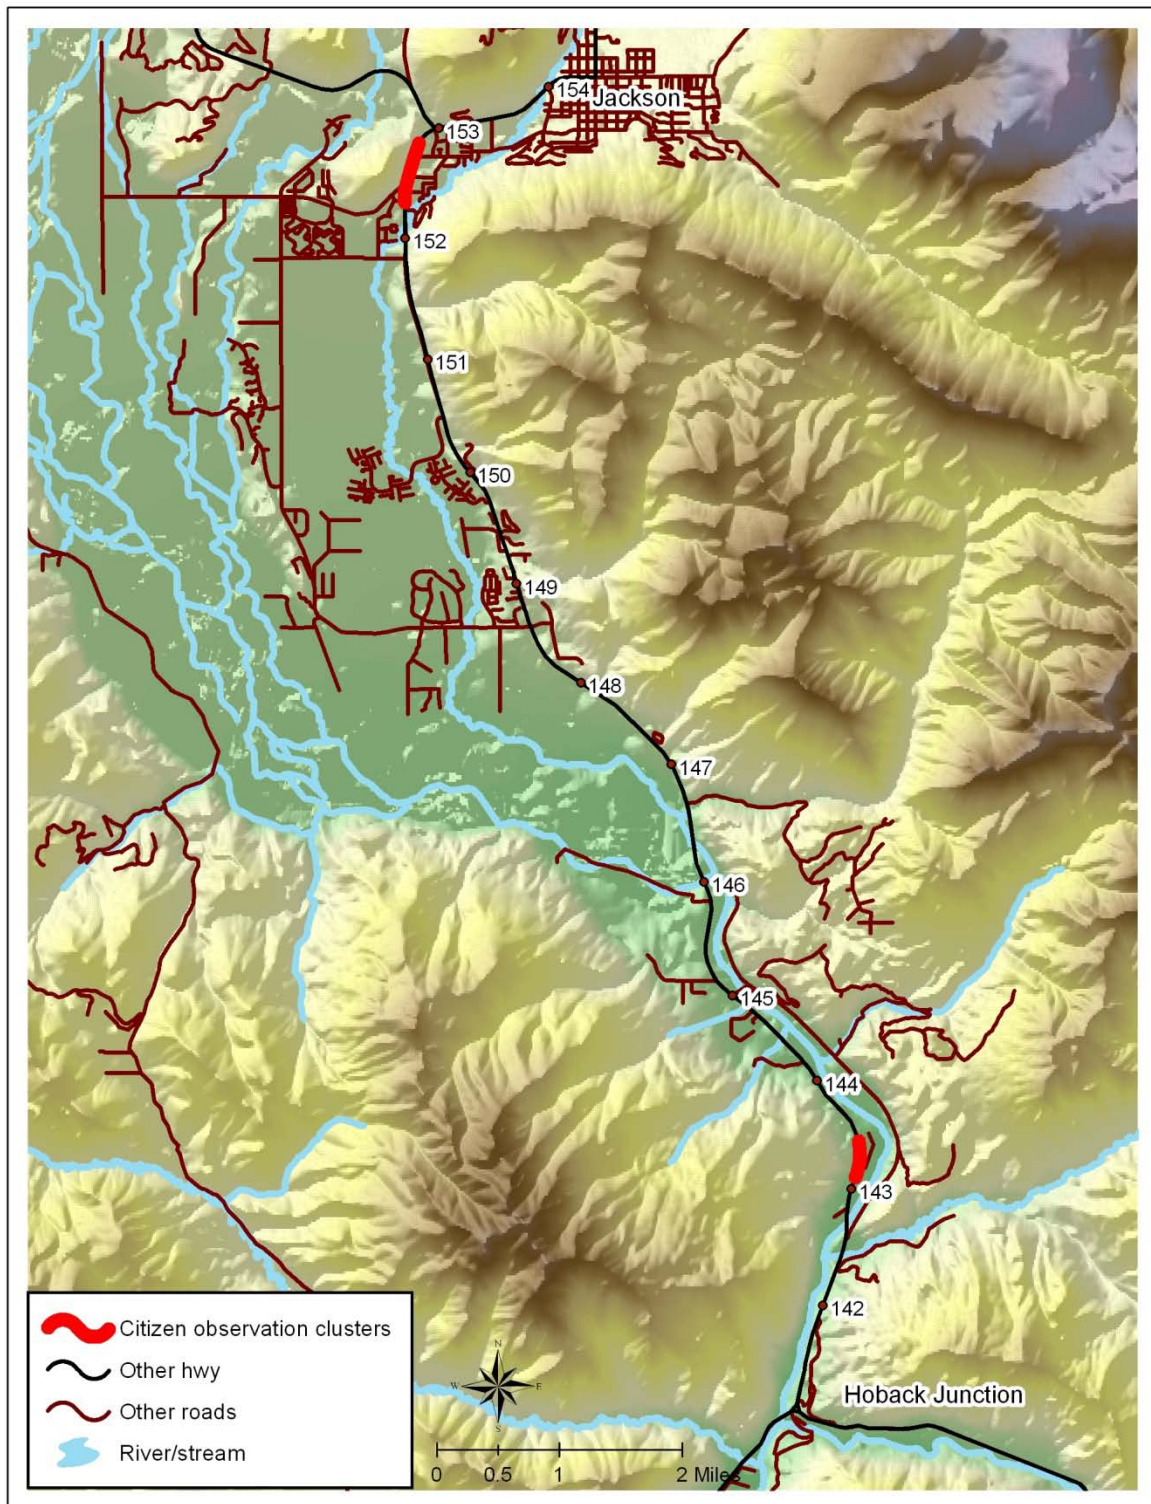 154
Jackson
153
152
151
150
149
148
147
146
145
144
143
142
Hoback Junction
Citizen observation clusters
Other hwy
Other roads
River/stream
N
W
E
S
0 0.5 1 2 Miles